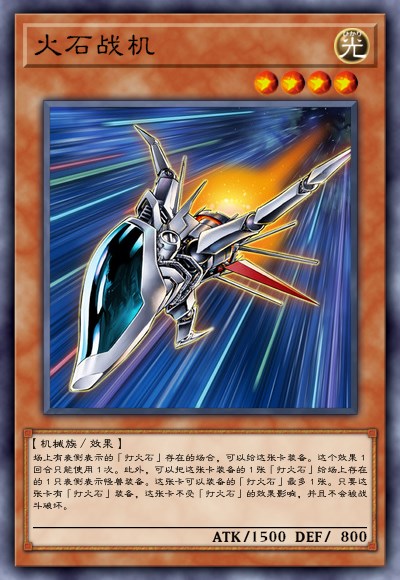 火石战机
光
【机械族／效果】
场上有表侧表示的「打火石」存在的场合，可以给这张卡装备。这个效果1
回合只能使用1次。此外，可以把这张卡装备的1张「打火石」给场上存在
的1只表侧表示怪兽装备。这张卡可以装备的「打火石」最多1张。只要这
张卡有「打火石」装备，这张卡不受「打火石」的效果影响，并且不会被战
斗破坏。
ATK/1500 DEF/ 800